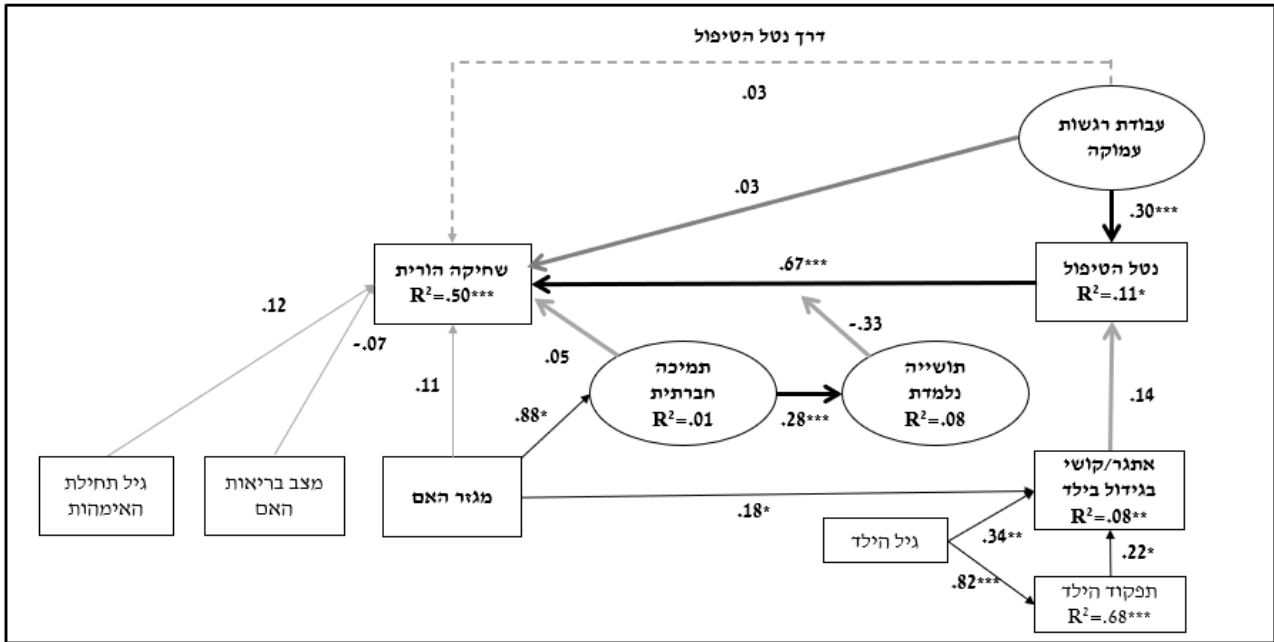 דרך נטל הטיפול
.03
עבודת רגשות
עמוקה
.03
.30***
שחיקה הורית
R²=.50***
.67***
נטל הטיפול
R²=.11*
.12
-.07
.11
.05
-.33
תמיכה
חברתית
R²=.01
תושייה
נלמדת
R²=.08
.88*
.28***
.14
גיל תחילת
האימהות
מצב בריאות
האם
מגזר האם
אתגר/קושי
בגידול בילד
R²=.08**
.18*
גיל הילד
.34**
.22*
.82***
תפקוד הילד
R²=.68***